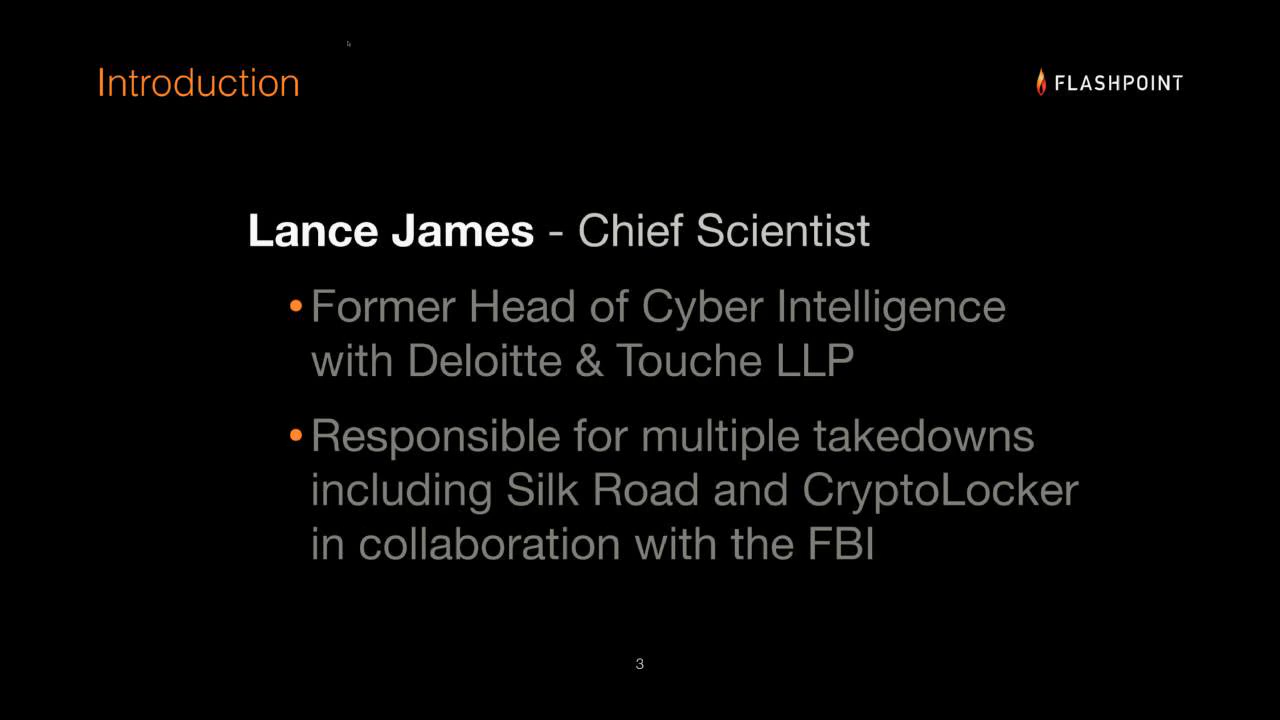 Introduction
FLASHPOINT
Lance James - Chief Scientist
•Former Head of Cyber Intelligence
with Deloitte & Touche LLP
•Responsible for multiple takedowns
including Silk Road and CryptoLocker
in collaboration with the FBI
3